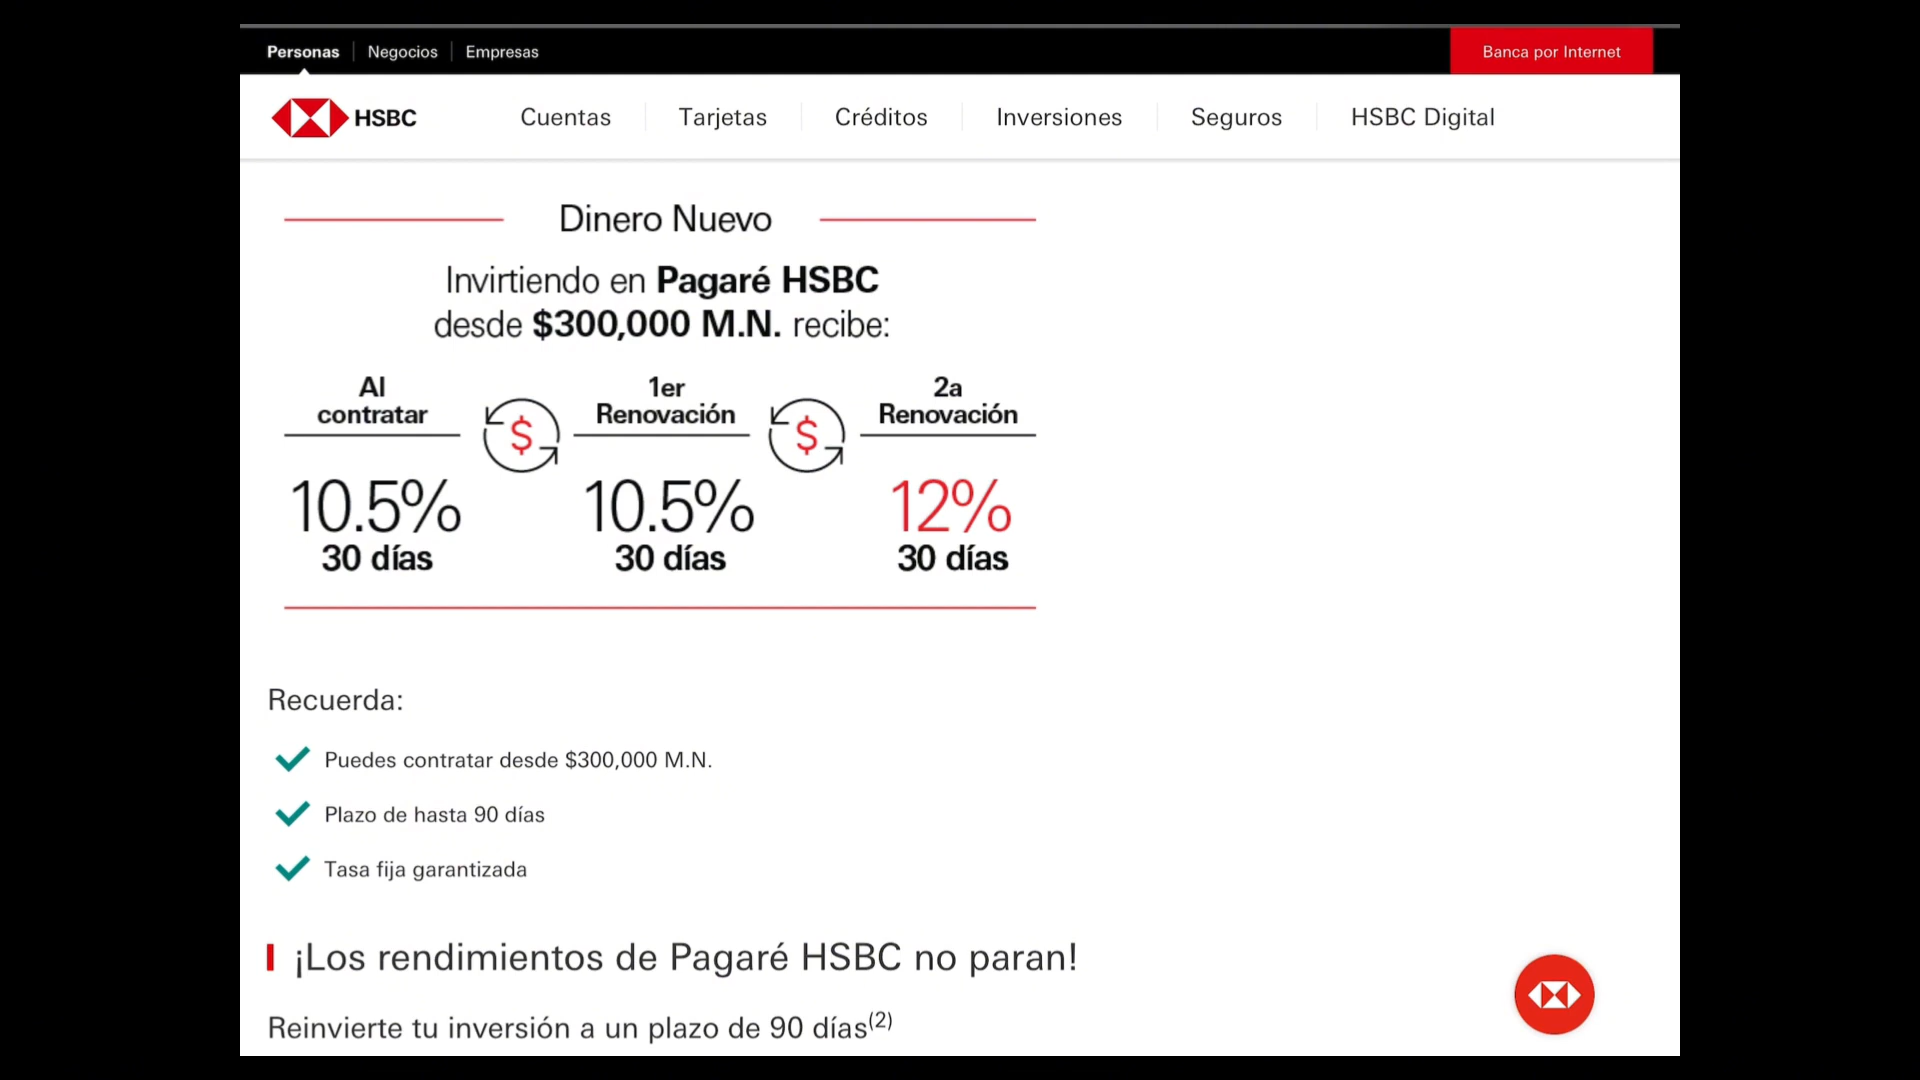 Personas Negocios Empresas Banca por Internet
HSBC Cuentas Tarjetas Créditos Inversiones Seguros HSBC Digital
Dinero Nuevo
Invirtiendo en Pagaré HSBC
desde $300,000 M.N. recibe:
Al
contratar
$
10.5%
30 días
1er
Renovación
$
10.5%
30 días
2a
Renovación
12%
30 días
Recuerda:
Puedes contratar desde $300,000 M.N.
Plazo de hasta 90 días
Tasa fija garantizada
¡Los rendimientos de Pagaré HSBC no paran!
Reinvierte tu inversión a un plazo de 90 días(2)